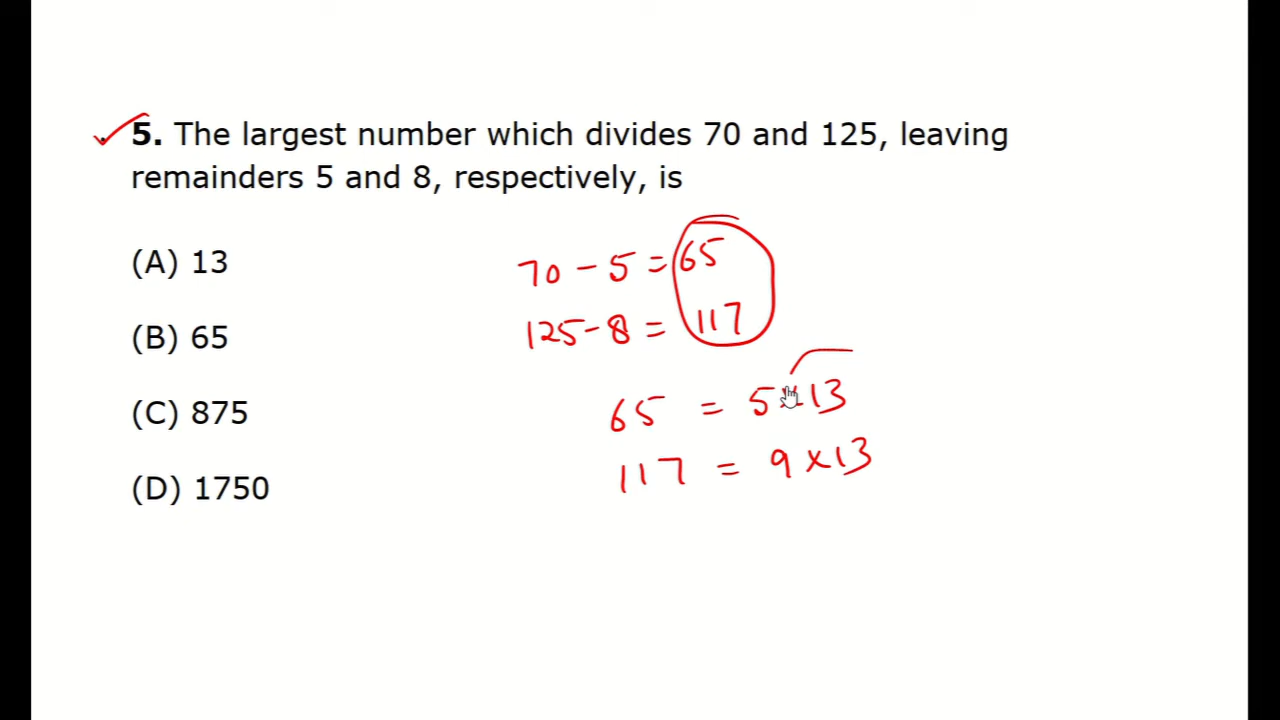 5. The largest number which divides 70 and 125, leaving
remainders 5 and 8, respectively, is
(A) 13
(B) 65
(C) 875
(D) 1750
70 - 5 = 65
125 - 8 = 117
65 = 5 × 13
117 = 9 × 13